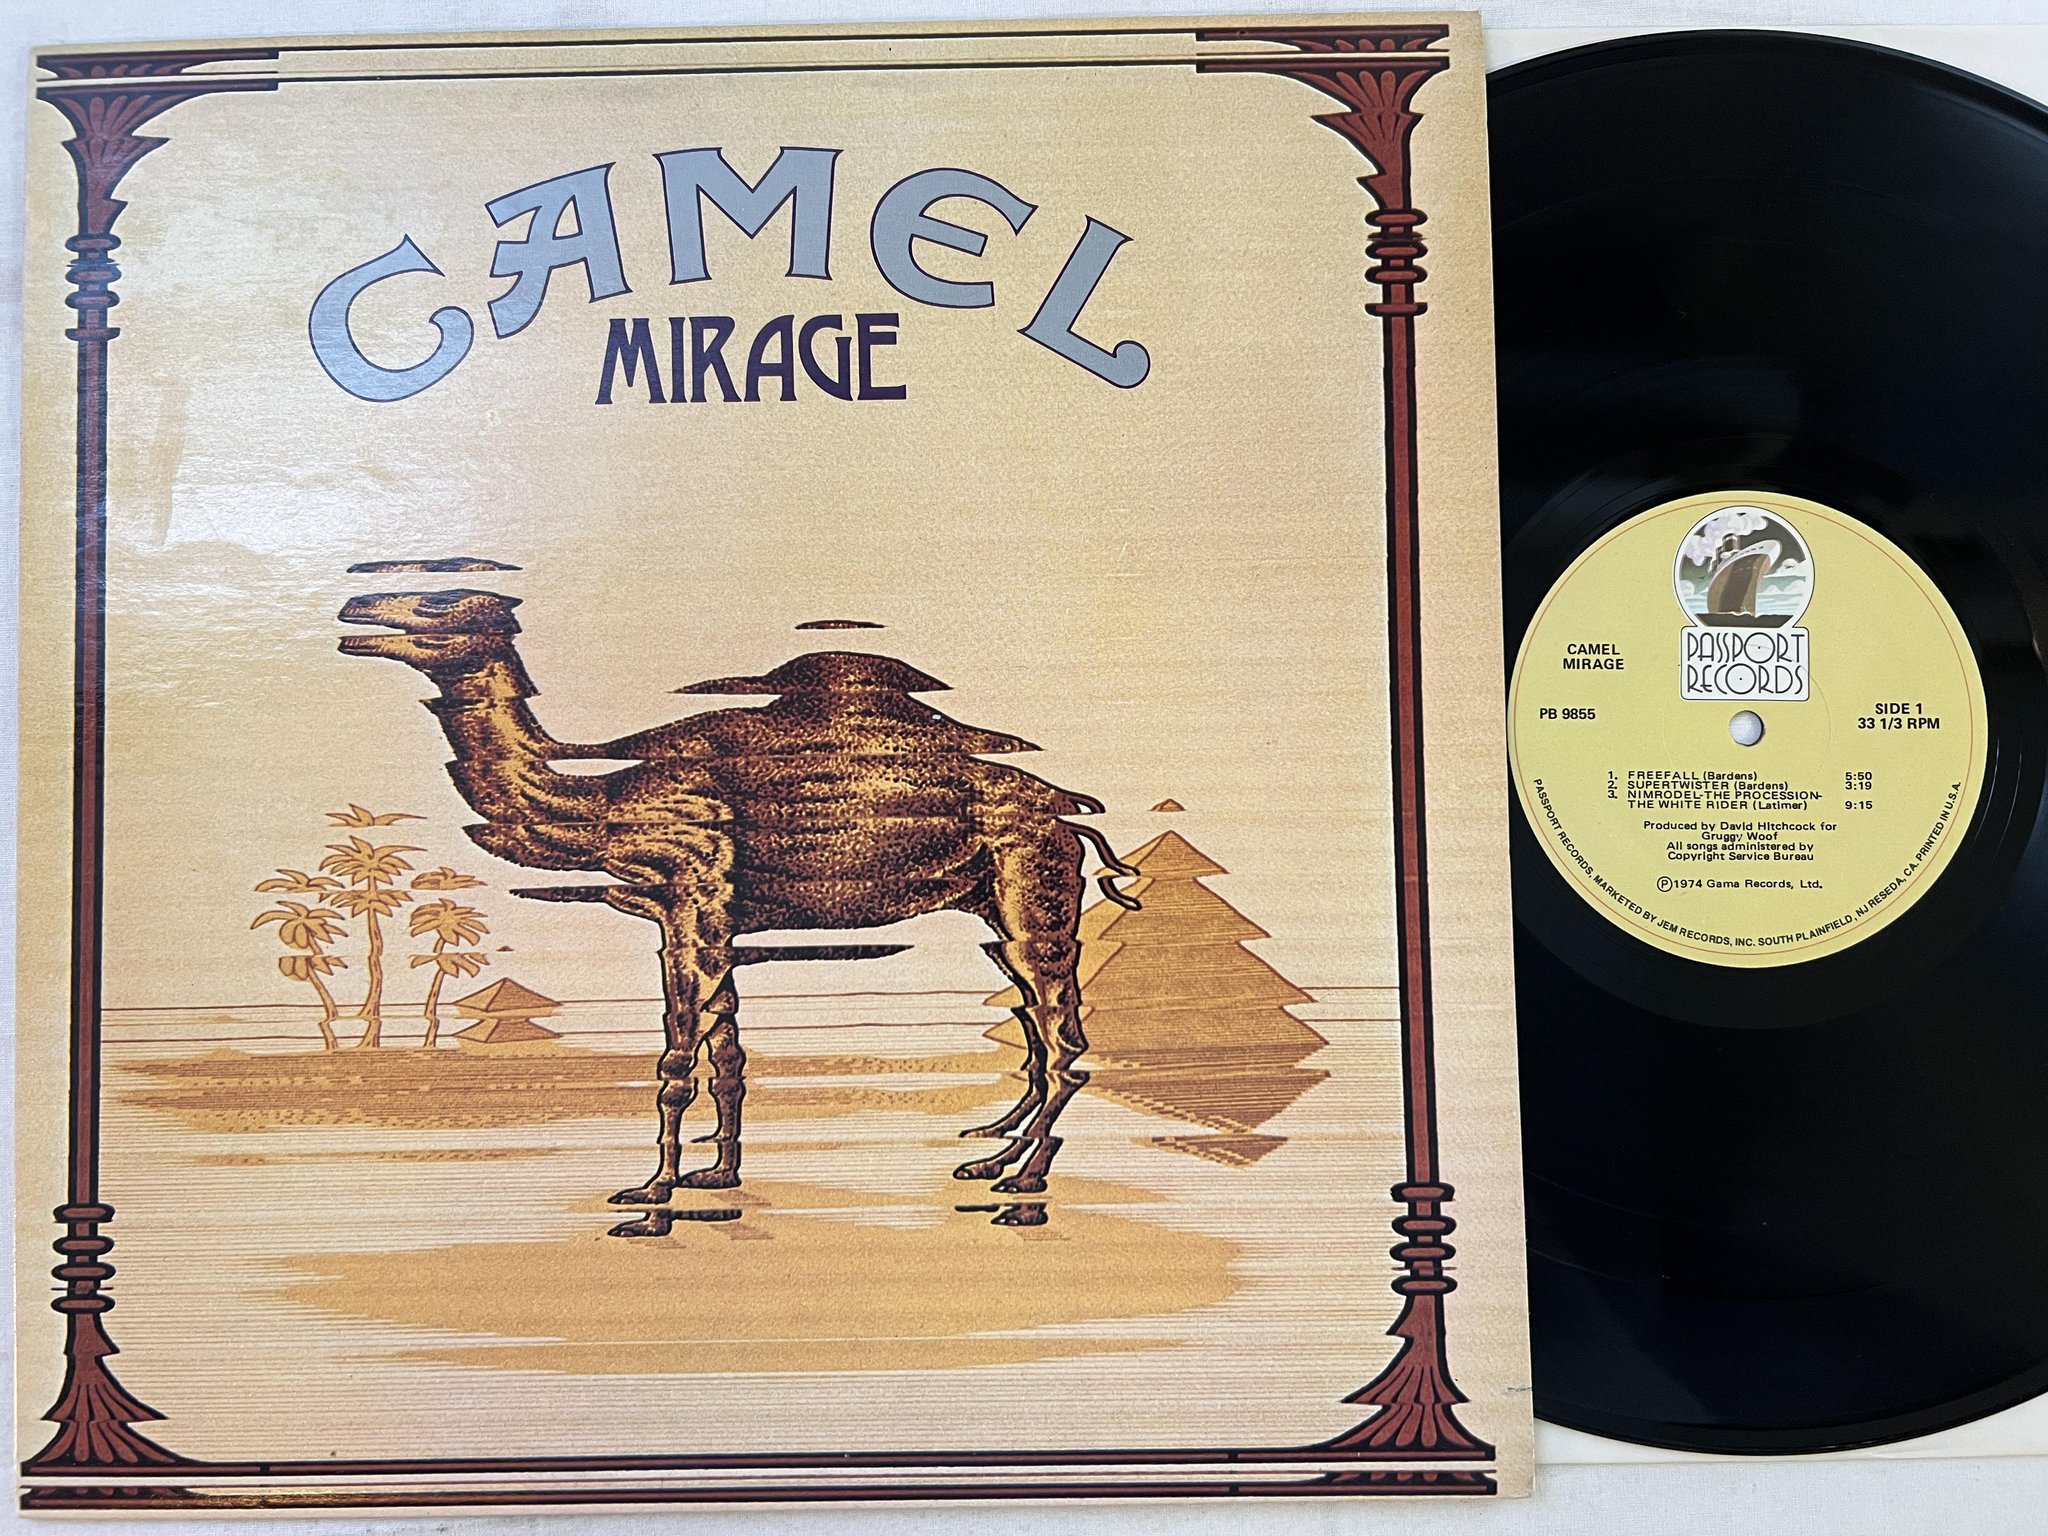 CAMEL
MIRAGE
PASSPORT
RECORDS
CAMEL
MIRAGE
PB 9855
SIDE 1
33 1/3 RPM
1. FREEFALL (Bardens) 5:50
2. SUPERTWISTER (Bardens) 3:19
3. NIMRODEL-THE PROCESSION-
THE WHITE RIDER (Latimer) 9:15
Produced by David Hitchcock for
Gruggy Woof
All songs administered by
Copyright Service Bureau
Ⓟ1974 Gama Records, Ltd.
PASSPORT RECORDS, MARKETED BY JEM RECORDS, INC. SOUTH PLAINFIELD, NJ RESEDA, CA. PRINTED IN U.S.A.